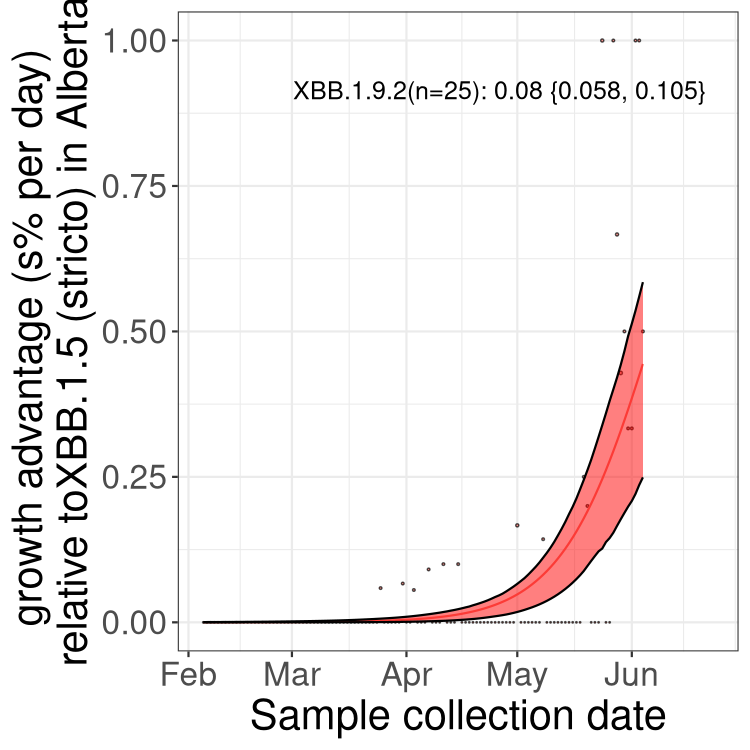 growth advantage (s% per day)
relative toXBB.1.5 (stricto) in Alberta
1.00
0.75
0.50
0.25
0.00
XBB.1.9.2(n=25): 0.08 {0.058, 0.105}
Feb Mar Apr May Jun
Sample collection date